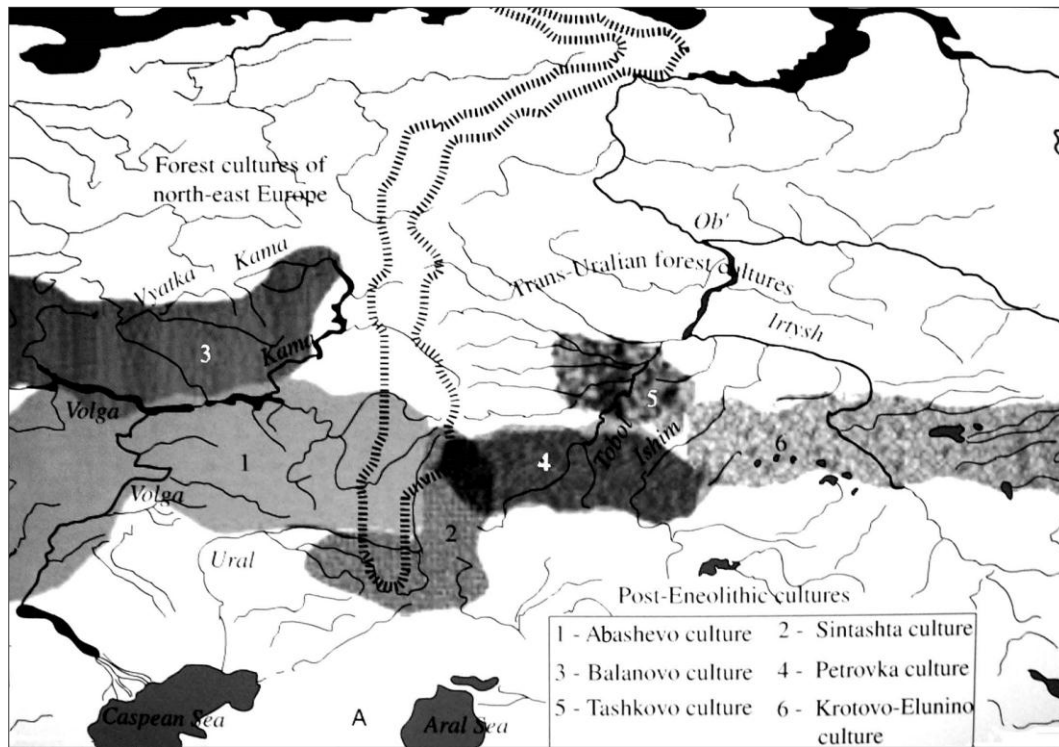 Forest cultures of
north-east Europe
Ob'
Kama
Vyatka
Trans-Uralian forest cultures
Irtysh
3
Kama
Volga
5
Tobol
Ishim
6
1
4
Volga
2
Ural
Post-Eneolithic cultures
1 - Abashevo culture 2 - Sintashta culture
3 - Balanovo culture 4 - Petrovka culture
5 - Tashkovo culture 6 - Krotovo-Elunino
culture
Caspean Sea
A
Aral Sea